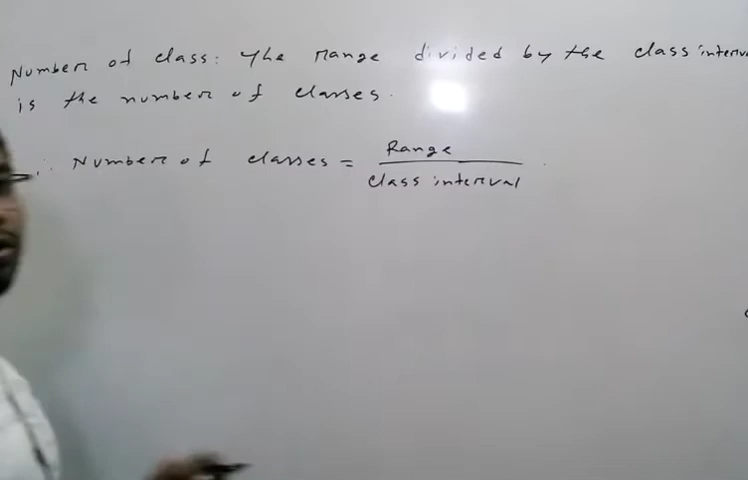 Number of class: The Range divided by the class interv
is the number of classes.
∴ Number of classes = Range
class interval